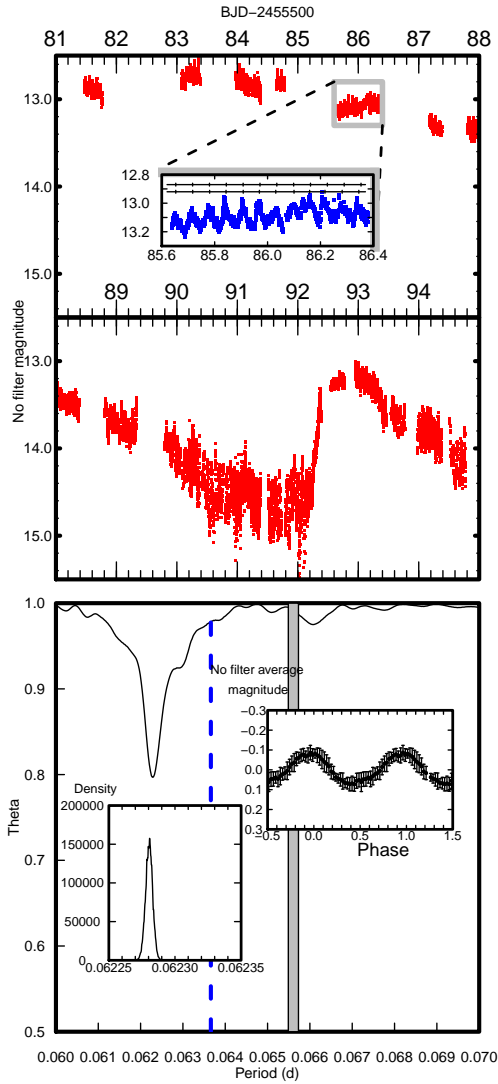 BJD−2455500
81 82 83 84 85 86 87 88
13.0
14.0
15.0
12.8
13.0
13.2
85.6 85.8 86.0 86.2 86.4
89 90 91 92 93 94
No filter magnitude
13.0
14.0
15.0
1.0
0.9
0.8
0.7
0.6
0.5
Theta
No filter average
magnitude
−0.3
−0.2
−0.1
0.0
0.1
0.2
0.3
−0.5 0.0 0.5 1.0 1.5
Phase
Density
200000
150000
100000
50000
0
0.06225 0.06230 0.06235
0.060 0.061 0.062 0.063 0.064 0.065 0.066 0.067 0.068 0.069 0.070
Period (d)